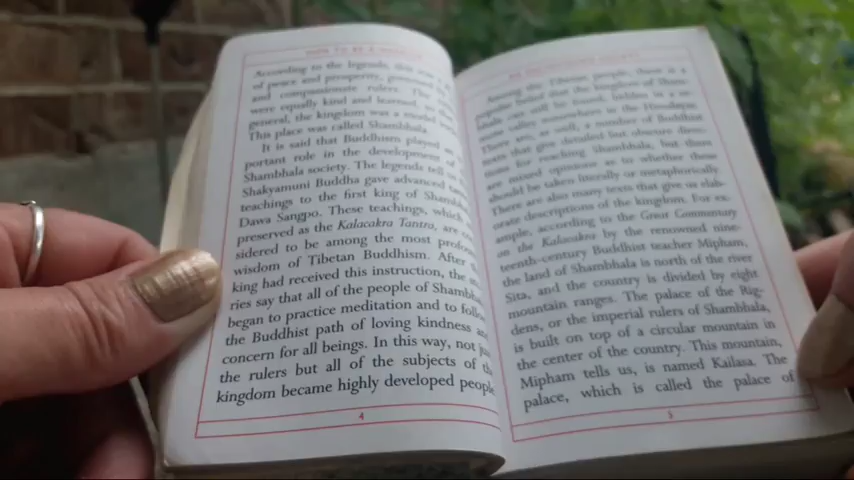 According to the legends, this was a
of peace and prosperity, governed
and compassionate rulers. The
were equally kind and learned, so that
general, the kingdom was a model
This place was called Shambhala.
It is said that Buddhism played
portant role in the development of
Shambhala society. The legends tell
Shakyamuni Buddha gave advanced
teachings to the first king of Shambh
Dawa Sangpo. These teachings, which
preserved as the Kalacakra Tantra, are
sidered to be among the most profou
wisdom of Tibetan Buddhism. After
king had received this instruction, the
ries say that all of the people of Shambh
began to practice meditation and to follo
the Buddhist path of loving kindness and
concern for all beings. In this way, not ju
the rulers but all of the subjects of th
kingdom became highly developed people
4
Among the Tibetan people, there is a
popular belief that the kingdom of Sham-
bhala can still be found, hidden in a
valley somewhere in the Himalayas.
There are, as well, a number of Buddhist
texts that give detailed but obscure direc-
tions for reaching Shambhala, but there
are mixed opinions as to whether these
should be taken literally or metaphorically.
There are also many texts that give us elab-
orate descriptions of the kingdom. For ex-
ample, according to the Great Commentary
on the Kalacakra by the renowned nine-
teenth-century Buddhist teacher Mipham,
the land of Shambhala is north of the river
Sita, and the country is divided by eight
mountain ranges. The palace of the Rig-
dens, or the imperial rulers of Shambhala,
is built on top of a circular mountain in
the center of the country. This mountain,
Mipham tells us, is named Kailasa. The
palace, which is called the palace of
5